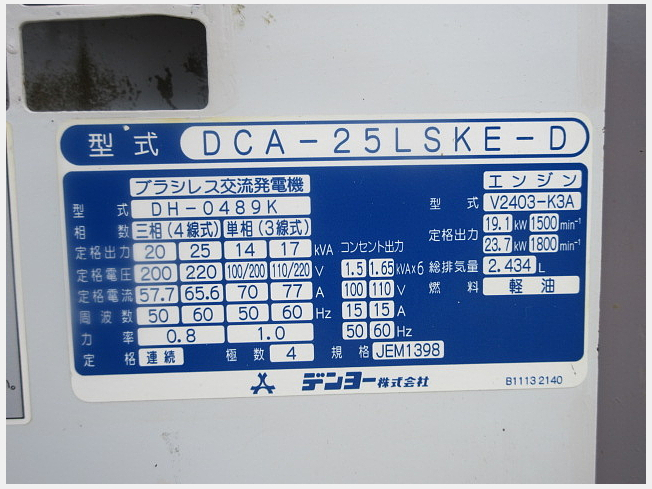 型式 DCA-25LSKE-D
ブラシレス交流発電機
型式 DH-0489K
相数 三相(4線式) 単相(3線式)
定格出力 20 25 14 17 kVA
定格電圧 200 220 100/200 110/220 V
定格電流 57.7 65.6 70 77 A
周波数 50 60 50 60 Hz
力率 0.8 1.0
定格 連続 極数 4 規格 JEM1398
コンセント出力
1.5 1.65 kVA×6
100 110 V
15 15 A
50 60 Hz
エンジン
型式 V2403-K3A
定格出力 19.1 kW 1500 min⁻¹
23.7 kW 1800 min⁻¹
総排気量 2.434 L
燃料 軽油
デンヨー株式会社
B11132140
い。